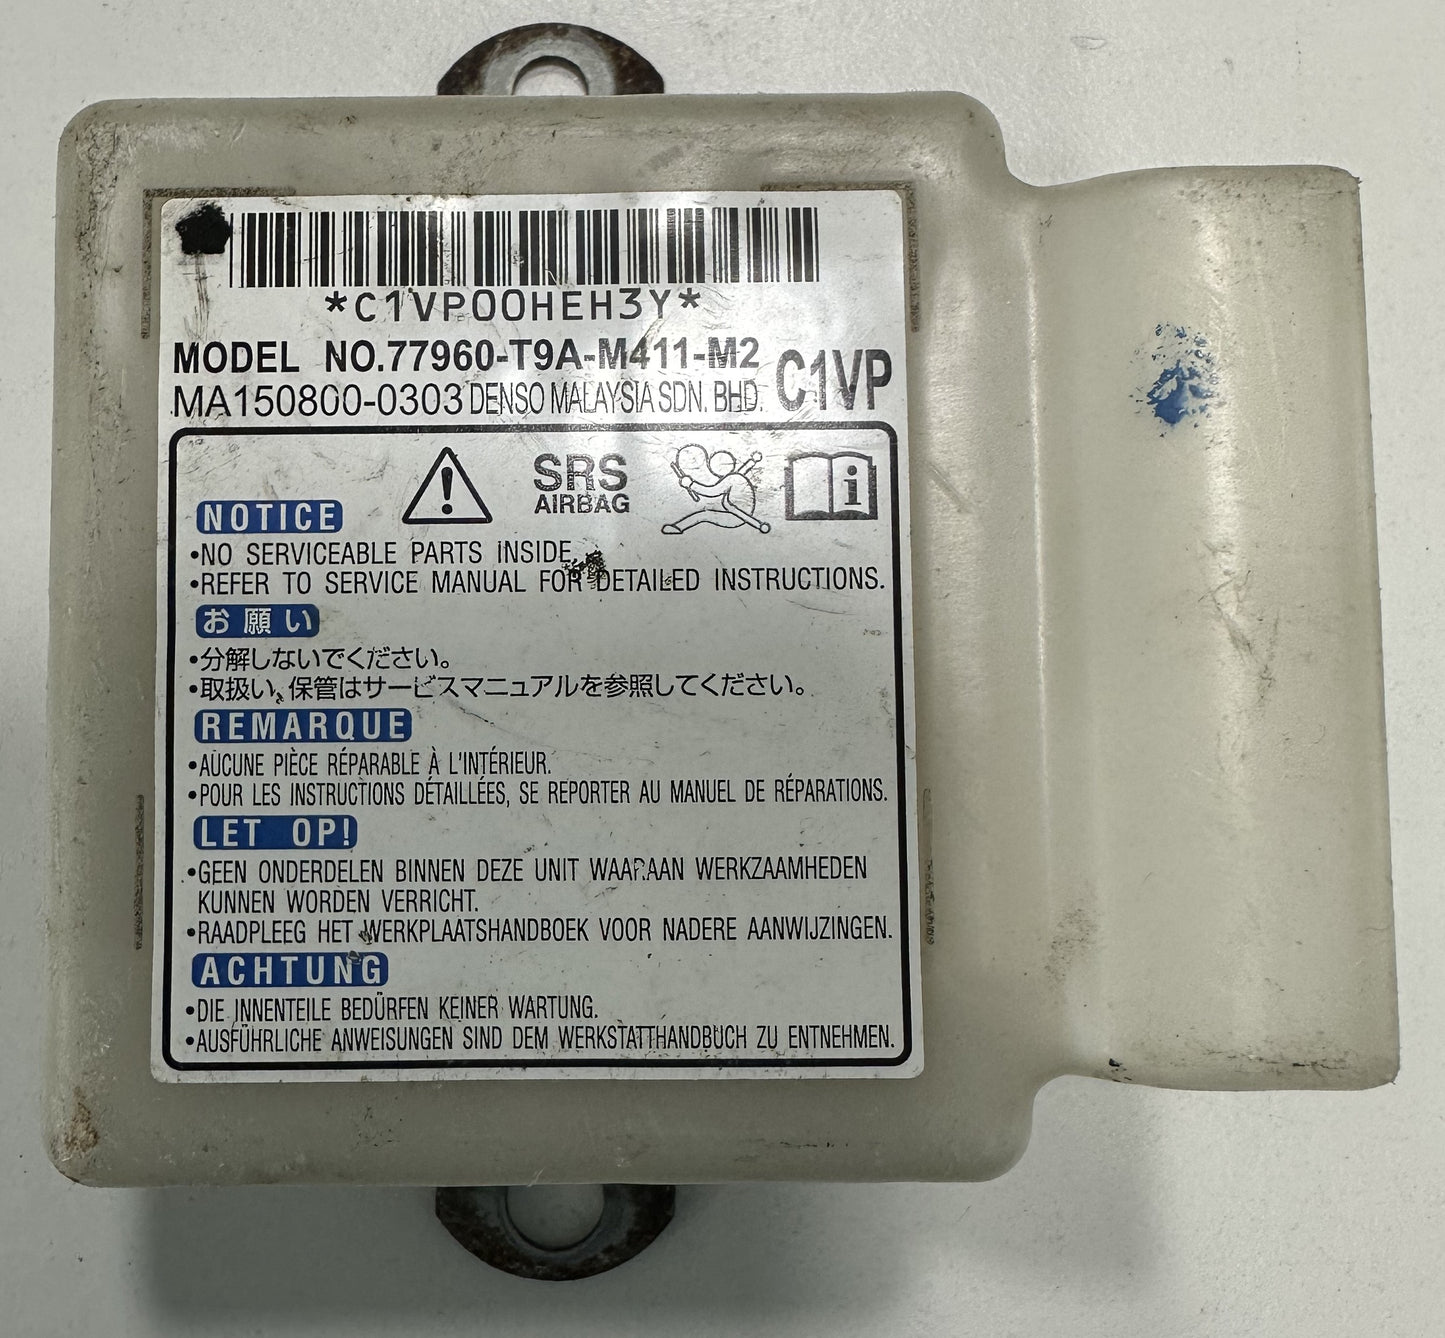 *C1VP00HEH3Y*
MODEL NO.77960-T9A-M411-M2
MA150800-0303 DENSO MALAYSIA SDN. BHD. C1VP
SRS
AIRBAG
NOTICE
•NO SERVICEABLE PARTS INSIDE.
•REFER TO SERVICE MANUAL FOR DETAILED INSTRUCTIONS.
お願い
•分解しないでください。
•取扱い、保管はサービスマニュアルを参照してください。
REMARQUE
•AUCUNE PIÈCE RÉPARABLE À L'INTÉRIEUR.
•POUR LES INSTRUCTIONS DÉTAILLÉES, SE REPORTER AU MANUEL DE RÉPARATIONS.
LET OP!
•GEEN ONDERDELEN BINNEN DEZE UNIT WAARAAN WERKZAAMHEDEN
KUNNEN WORDEN VERRICHT.
•RAADPLEEG HET WERKPLAATSHANDBOEK VOOR NADERE AANWIJZINGEN.
ACHTUNG
•DIE INNENTEILE BEDÜRFEN KEINER WARTUNG.
•AUSFÜHRLICHE ANWEISUNGEN SIND DEM WERKSTATTHANDBUCH ZU ENTNEHMEN.